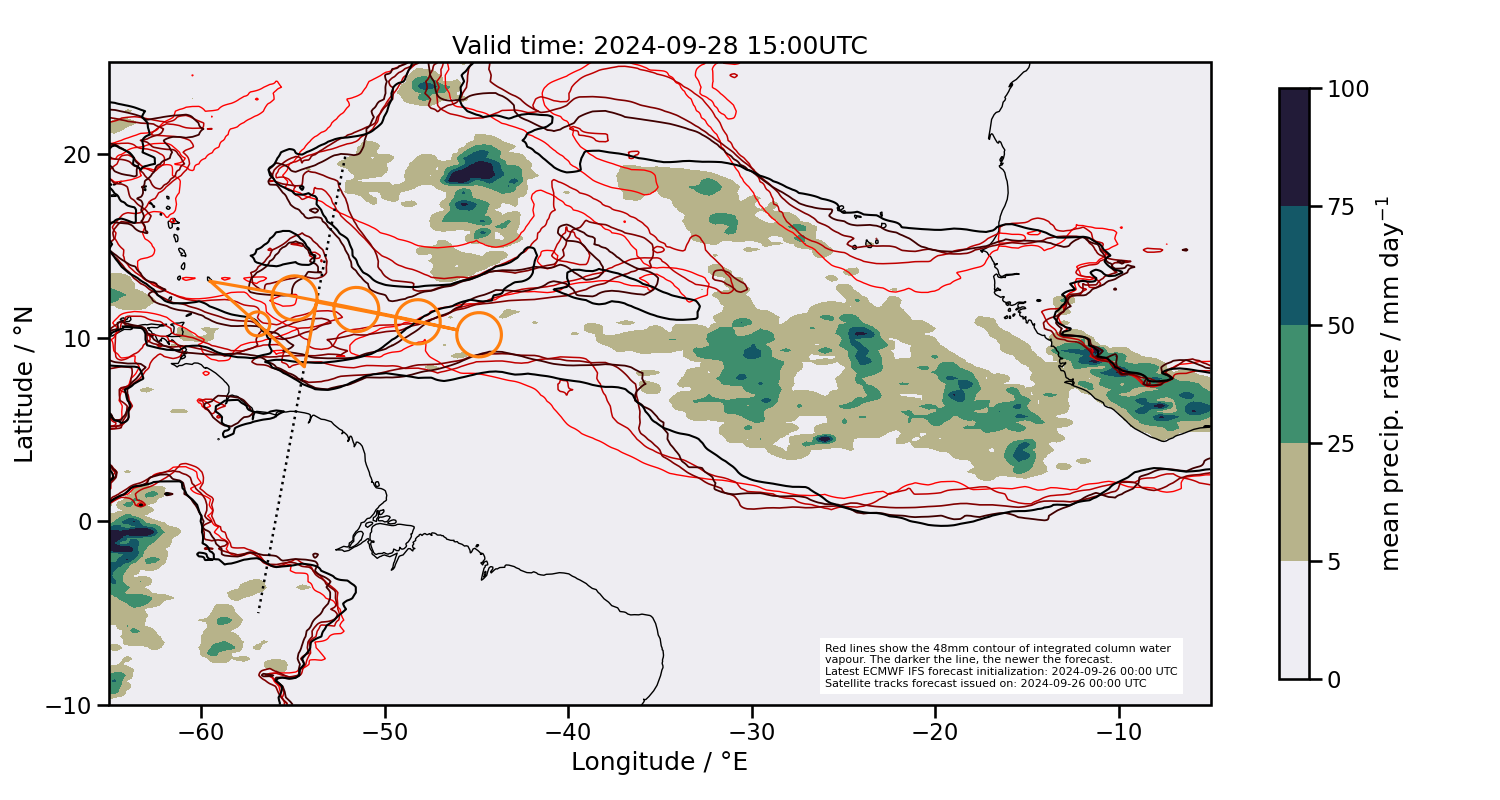 Valid time: 2024-09-28 15:00UTC
20
10
0
−10
Latitude / °N
−60
−50
−40
−30
−20
−10
Longitude / °E
Red lines show the 48mm contour of integrated column water
vapour. The darker the line, the newer the forecast.
Latest ECMWF IFS forecast initialization: 2024-09-26 00:00 UTC
Satellite tracks forecast issued on: 2024-09-26 00:00 UTC
100
75
50
25
5
0
mean precip. rate / mm day⁻¹